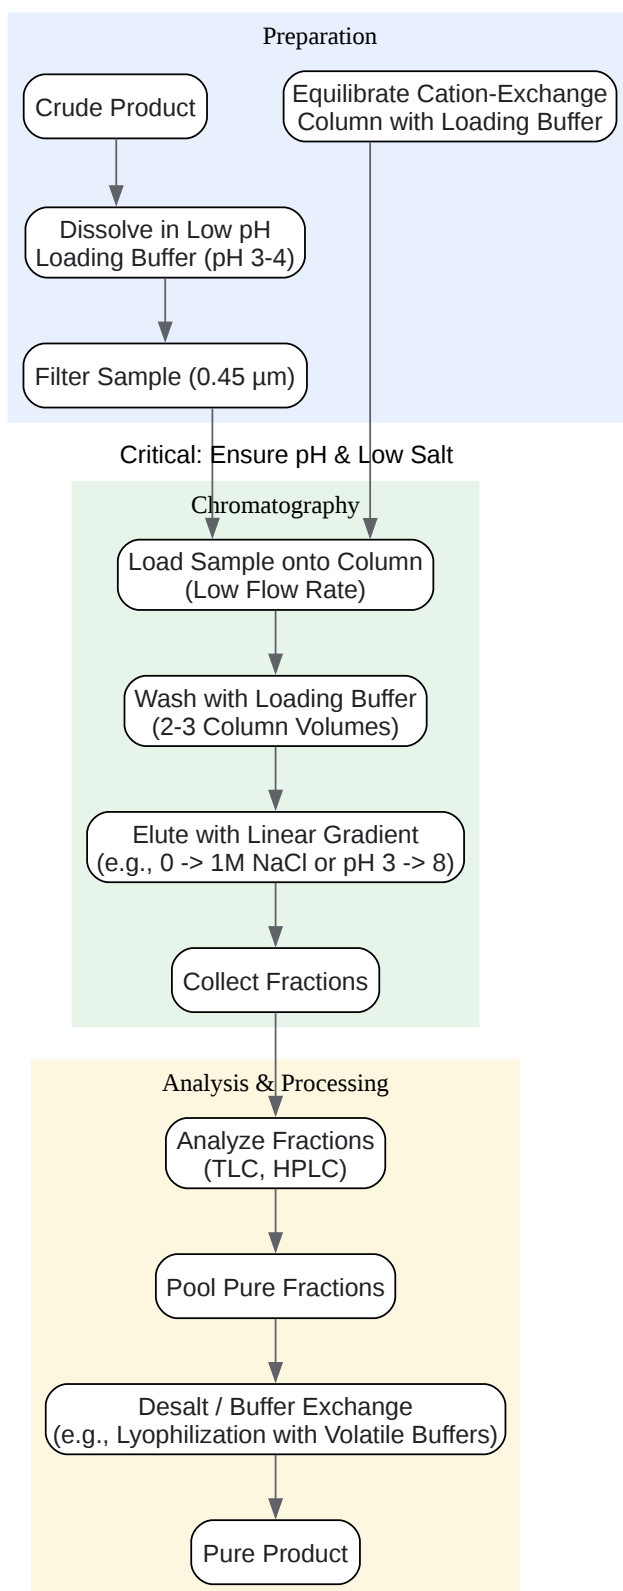 Preparation
Crude Product
Equilibrate Cation-Exchange
Column with Loading Buffer
Dissolve in Low pH
Loading Buffer (pH 3-4)
Filter Sample (0.45 µm)
Critical: Ensure pH & Low Salt
Chromatography
Load Sample onto Column
(Low Flow Rate)
Wash with Loading Buffer
(2-3 Column Volumes)
Elute with Linear Gradient
(e.g., 0 -> 1M NaCl or pH 3 -> 8)
Collect Fractions
Analysis & Processing
Analyze Fractions
(TLC, HPLC)
Pool Pure Fractions
Desalt / Buffer Exchange
(e.g., Lyophilization with Volatile Buffers)
Pure Product